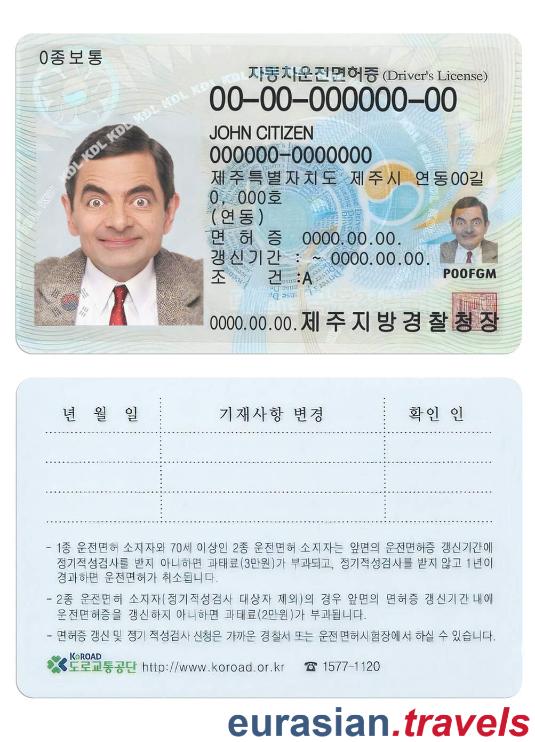 0종보통
자동차운전면허증 (Driver's License)
00-00-000000-00
JOHN CITIZEN
000000-0000000
제주특별자치도 제주시 연동00길
0, 000호
(연동)
면 허 증 0000.00.00.
갱신기간 : ~ 0000.00.00.
조 건 :A
P00FGM
0000.00.00. 제주지방경찰청장
KDL KDL KDL KDL KDL KDL
년 월 일 기재사항 변경 확인 인
- 1종 운전면허 소지자와 70세 이상인 2종 운전면허 소지자는 앞면의 운전면허증 갱신기간에
정기적성검사를 받지 아니하면 과태료(3만원)가 부과되고, 정기적성검사를 받지 않고 1년이
경과하면 운전면허가 취소됩니다.
- 2종 운전면허 소지자(정기적성검사 대상자 제외)의 경우 앞면의 면허증 갱신기간내에
운전면허증을 갱신하지 아니하면 과태료(2만원)가 부과됩니다.
- 면허증 갱신 및 정기 적성검사 신청은 가까운 경찰서 또는 운전면허시험장에서 하실 수 있습니다.
KoROAD
도로교통공단 http://www.koroad.or.kr ☎ 1577-1120
eurasian.travels